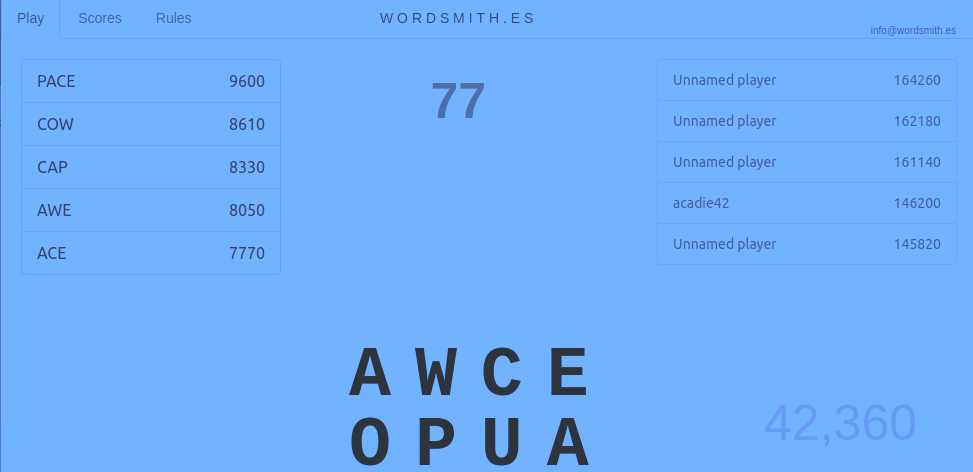 Play Scores Rules WORDSMITH.ES
info@wordsmith.es
PACE 9600
COW 8610
CAP 8330
AWE 8050
ACE 7770
77
Unnamed player 164260
Unnamed player 162180
Unnamed player 161140
acadie42 146200
Unnamed player 145820
A W C E
O P U A
42,360